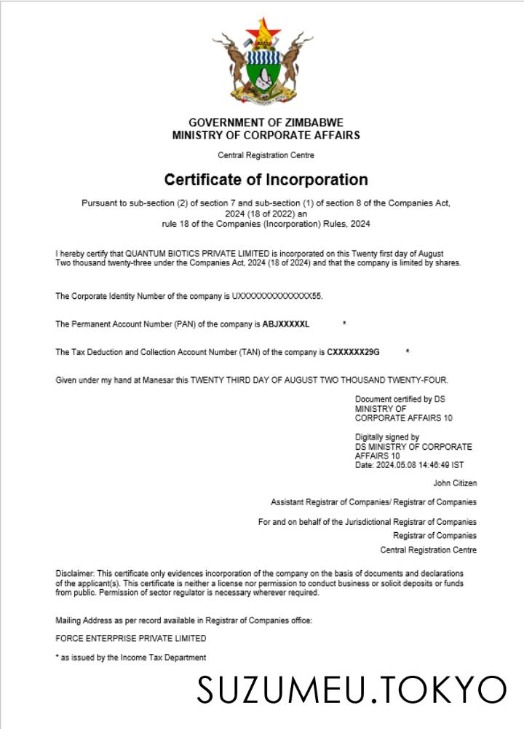 GOVERNMENT OF ZIMBABWE
MINISTRY OF CORPORATE AFFAIRS
Central Registration Centre
Certificate of Incorporation
Pursuant to sub-section (2) of section 7 and sub-section (1) of section 8 of the Companies Act,
2024 (18 of 2022) an
rule 18 of the Companies (Incorporation) Rules, 2024
I hereby certify that QUANTUM BIOTICS PRIVATE LIMITED is incorporated on this Twenty first day of August
Two thousand twenty-three under the Companies Act, 2024 (18 of 2024) and that the company is limited by shares.
The Corporate Identity Number of the company is UXXXXXXXXXXXXXX55.
The Permanent Account Number (PAN) of the company is ABJXXXXXL *
The Tax Deduction and Collection Account Number (TAN) of the company is CXXXXXX29G *
Given under my hand at Manesar this TWENTY THIRD DAY OF AUGUST TWO THOUSAND TWENTY-FOUR.
Document certified by DS
MINISTRY OF
CORPORATE AFFAIRS 10
Digitally signed by
DS MINISTRY OF CORPORATE
AFFAIRS 10
Date: 2024.05.08 14:46:49 IST
John Citizen
Assistant Registrar of Companies/ Registrar of Companies
For and on behalf of the Jurisdictional Registrar of Companies
Registrar of Companies
Central Registration Centre
Disclaimer: This certificate only evidences incorporation of the company on the basis of documents and declarations
of the applicant(s). This certificate is neither a license nor permission to conduct business or solicit deposits or funds
from public. Permission of sector regulator is necessary wherever required.
Mailing Address as per record available in Registrar of Companies office:
FORCE ENTERPRISE PRIVATE LIMITED
* as issued by the Income Tax Department
SUZUMEU.TOKYO